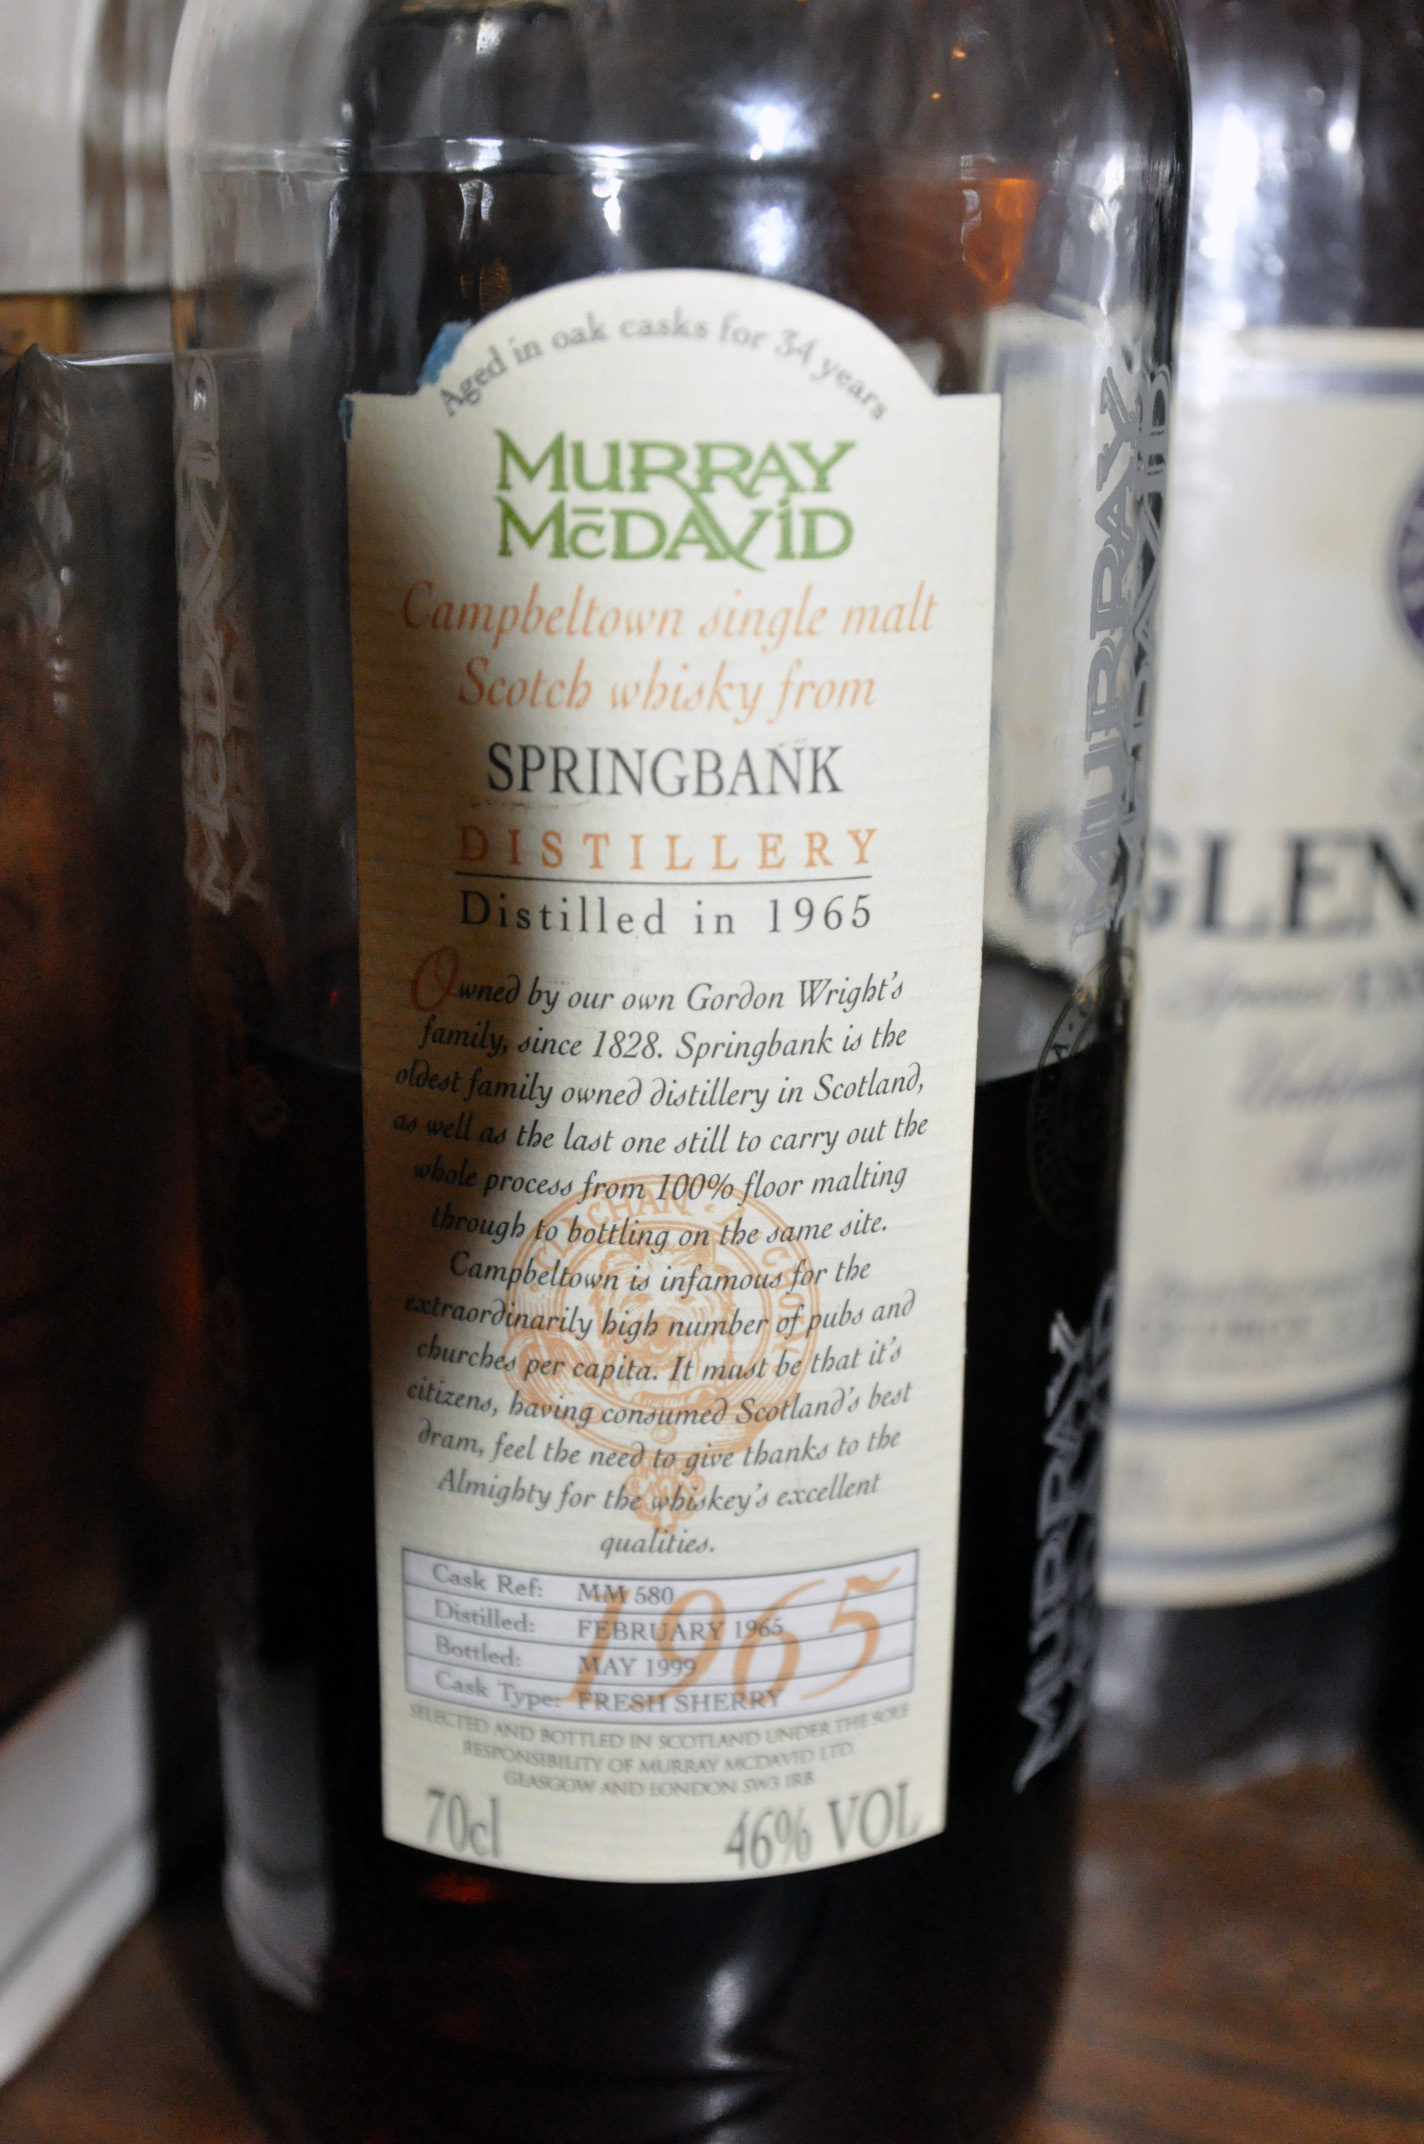 Aged in oak casks for 34 years
MURRAY
McDAVID
Campbeltown single malt
Scotch whisky from
SPRINGBANK
DISTILLERY
Distilled in 1965
Owned by our own Gordon Wright's
family, since 1828. Springbank is the
oldest family owned distillery in Scotland,
as well as the last one still to carry out the
whole process from 100% floor malting
through to bottling on the same site.
Campbeltown is infamous for the
extraordinarily high number of pubs and
churches per capita. It must be that it's
citizens, having consumed Scotland's best
dram, feel the need to give thanks to the
Almighty for the whiskey's excellent
qualities.
1965
Cask Ref: MM 580
Distilled: FEBRUARY 1965
Bottled: MAY 1999
Cask Type: FRESH SHERRY
SELECTED AND BOTTLED IN SCOTLAND UNDER THE SOLE
RESPONSIBILITY OF MURRAY MCDAVID LTD.
GLASGOW AND LONDON SW3 1RB
70cl 46% VOL
MURRAY
McDAVID
MURRAY
GLEN